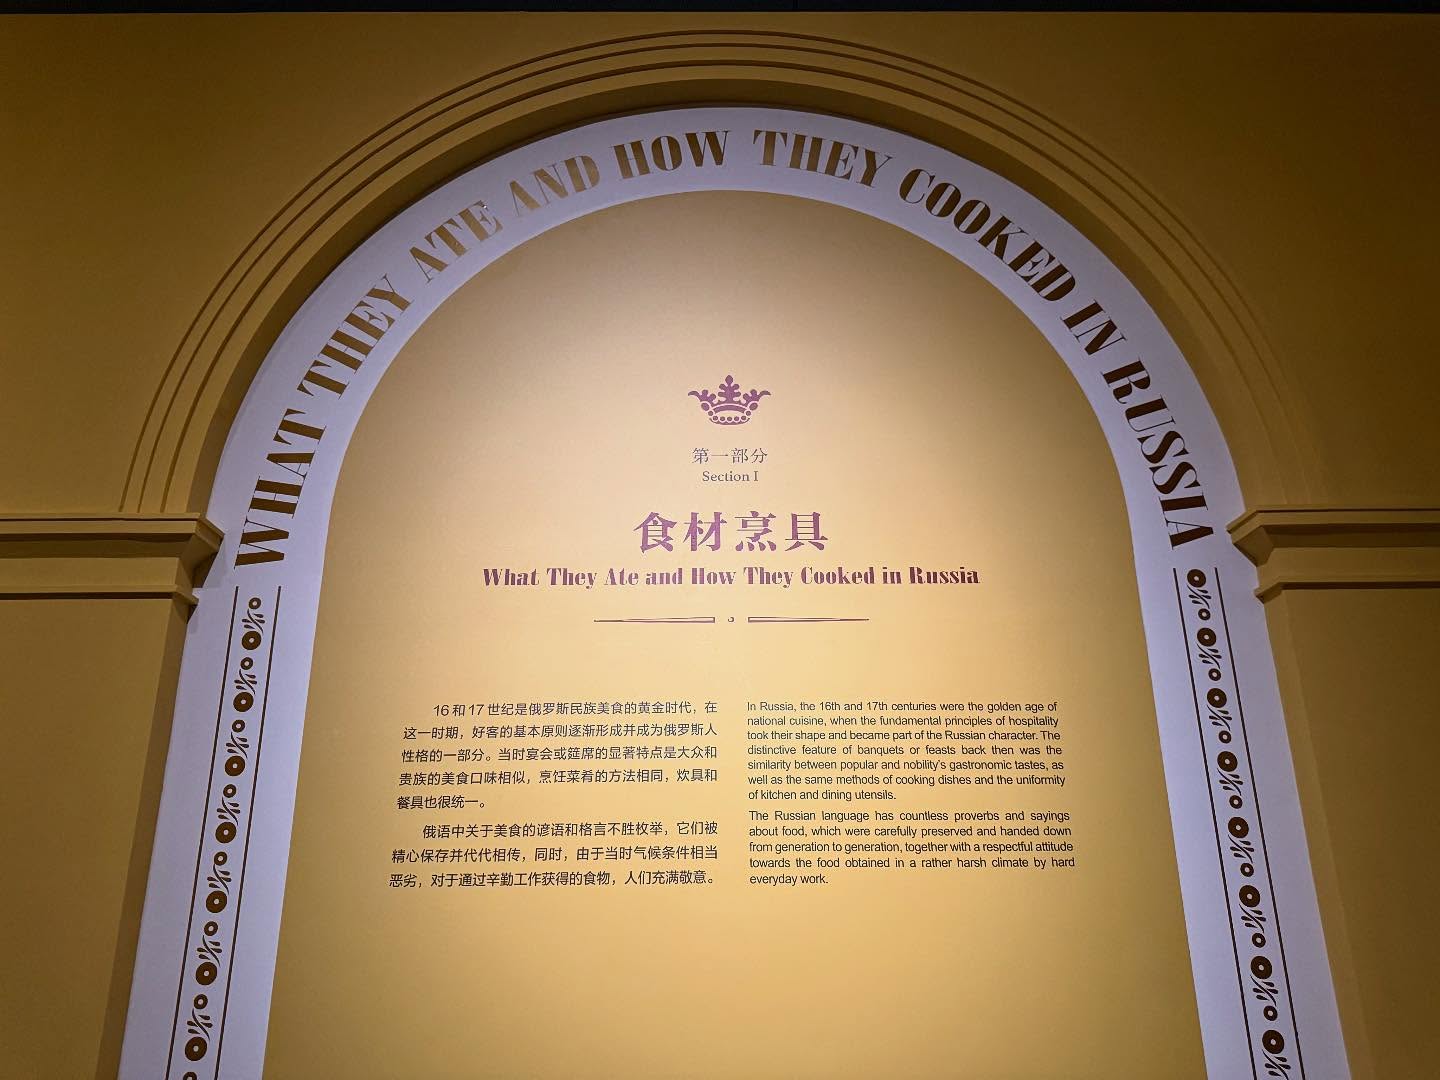 WHAT THEY ATE AND HOW THEY COOKED IN RUSSIA
第一部分
Section I
食材烹具
What They Ate and How They Cooked in Russia
16 和 17 世纪是俄罗斯民族美食的黄金时代，在
这一时期，好客的基本原则逐渐形成并成为俄罗斯人
性格的一部分。当时宴会或筵席的显著特点是大众和
贵族的美食口味相似，烹饪菜肴的方法相同，炊具和
餐具也很统一。
俄语中关于美食的谚语和格言不胜枚举，它们被
精心保存并代代相传，同时，由于当时气候条件相当
恶劣，对于通过辛勤工作获得的食物，人们充满敬意。
In Russia, the 16th and 17th centuries were the golden age of
national cuisine, when the fundamental principles of hospitality
took their shape and became part of the Russian character. The
distinctive feature of banquets or feasts back then was the
similarity between popular and nobility's gastronomic tastes, as
well as the same methods of cooking dishes and the uniformity
of kitchen and dining utensils.
The Russian language has countless proverbs and sayings
about food, which were carefully preserved and handed down
from generation to generation, together with a respectful attitude
towards the food obtained in a rather harsh climate by hard
everyday work.